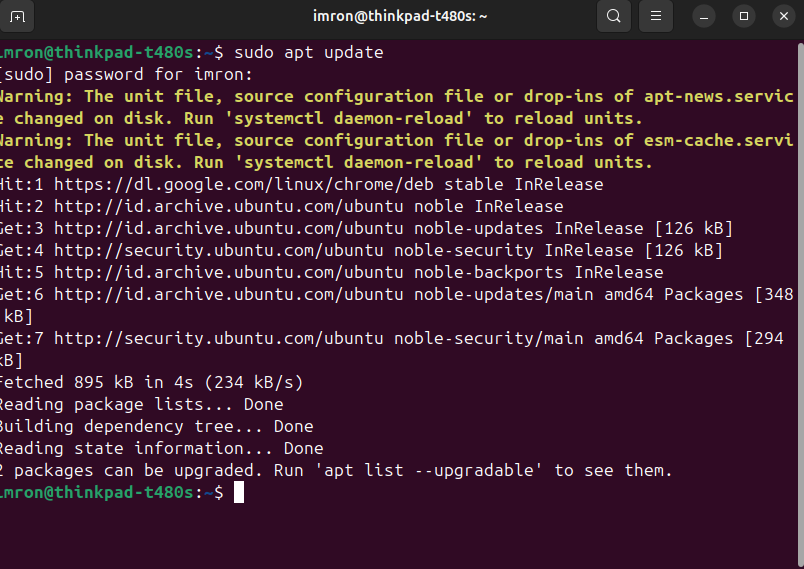 imron@thinkpad-t480s: ~
imron@thinkpad-t480s:~$ sudo apt update
[sudo] password for imron:
Warning: The unit file, source configuration file or drop-ins of apt-news.servic
e changed on disk. Run 'systemctl daemon-reload' to reload units.
Warning: The unit file, source configuration file or drop-ins of esm-cache.servi
ce changed on disk. Run 'systemctl daemon-reload' to reload units.
Hit:1 https://dl.google.com/linux/chrome/deb stable InRelease
Hit:2 http://id.archive.ubuntu.com/ubuntu noble InRelease
Get:3 http://id.archive.ubuntu.com/ubuntu noble-updates InRelease [126 kB]
Get:4 http://security.ubuntu.com/ubuntu noble-security InRelease [126 kB]
Hit:5 http://id.archive.ubuntu.com/ubuntu noble-backports InRelease
Get:6 http://id.archive.ubuntu.com/ubuntu noble-updates/main amd64 Packages [348
 kB]
Get:7 http://security.ubuntu.com/ubuntu noble-security/main amd64 Packages [294
kB]
Fetched 895 kB in 4s (234 kB/s)
Reading package lists... Done
Building dependency tree... Done
Reading state information... Done
2 packages can be upgraded. Run 'apt list --upgradable' to see them.
imron@thinkpad-t480s:~$